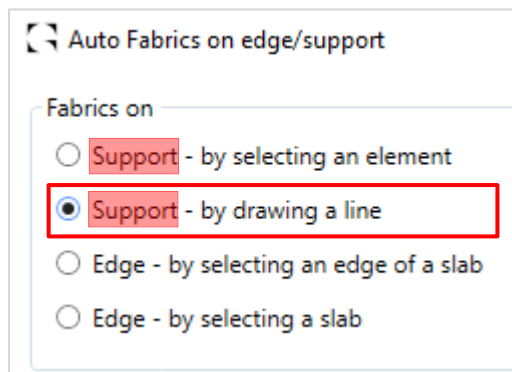 Auto Fabrics on edge/support
Fabrics on
Support - by selecting an element
Support - by drawing a line
Edge - by selecting an edge of a slab
Edge - by selecting a slab